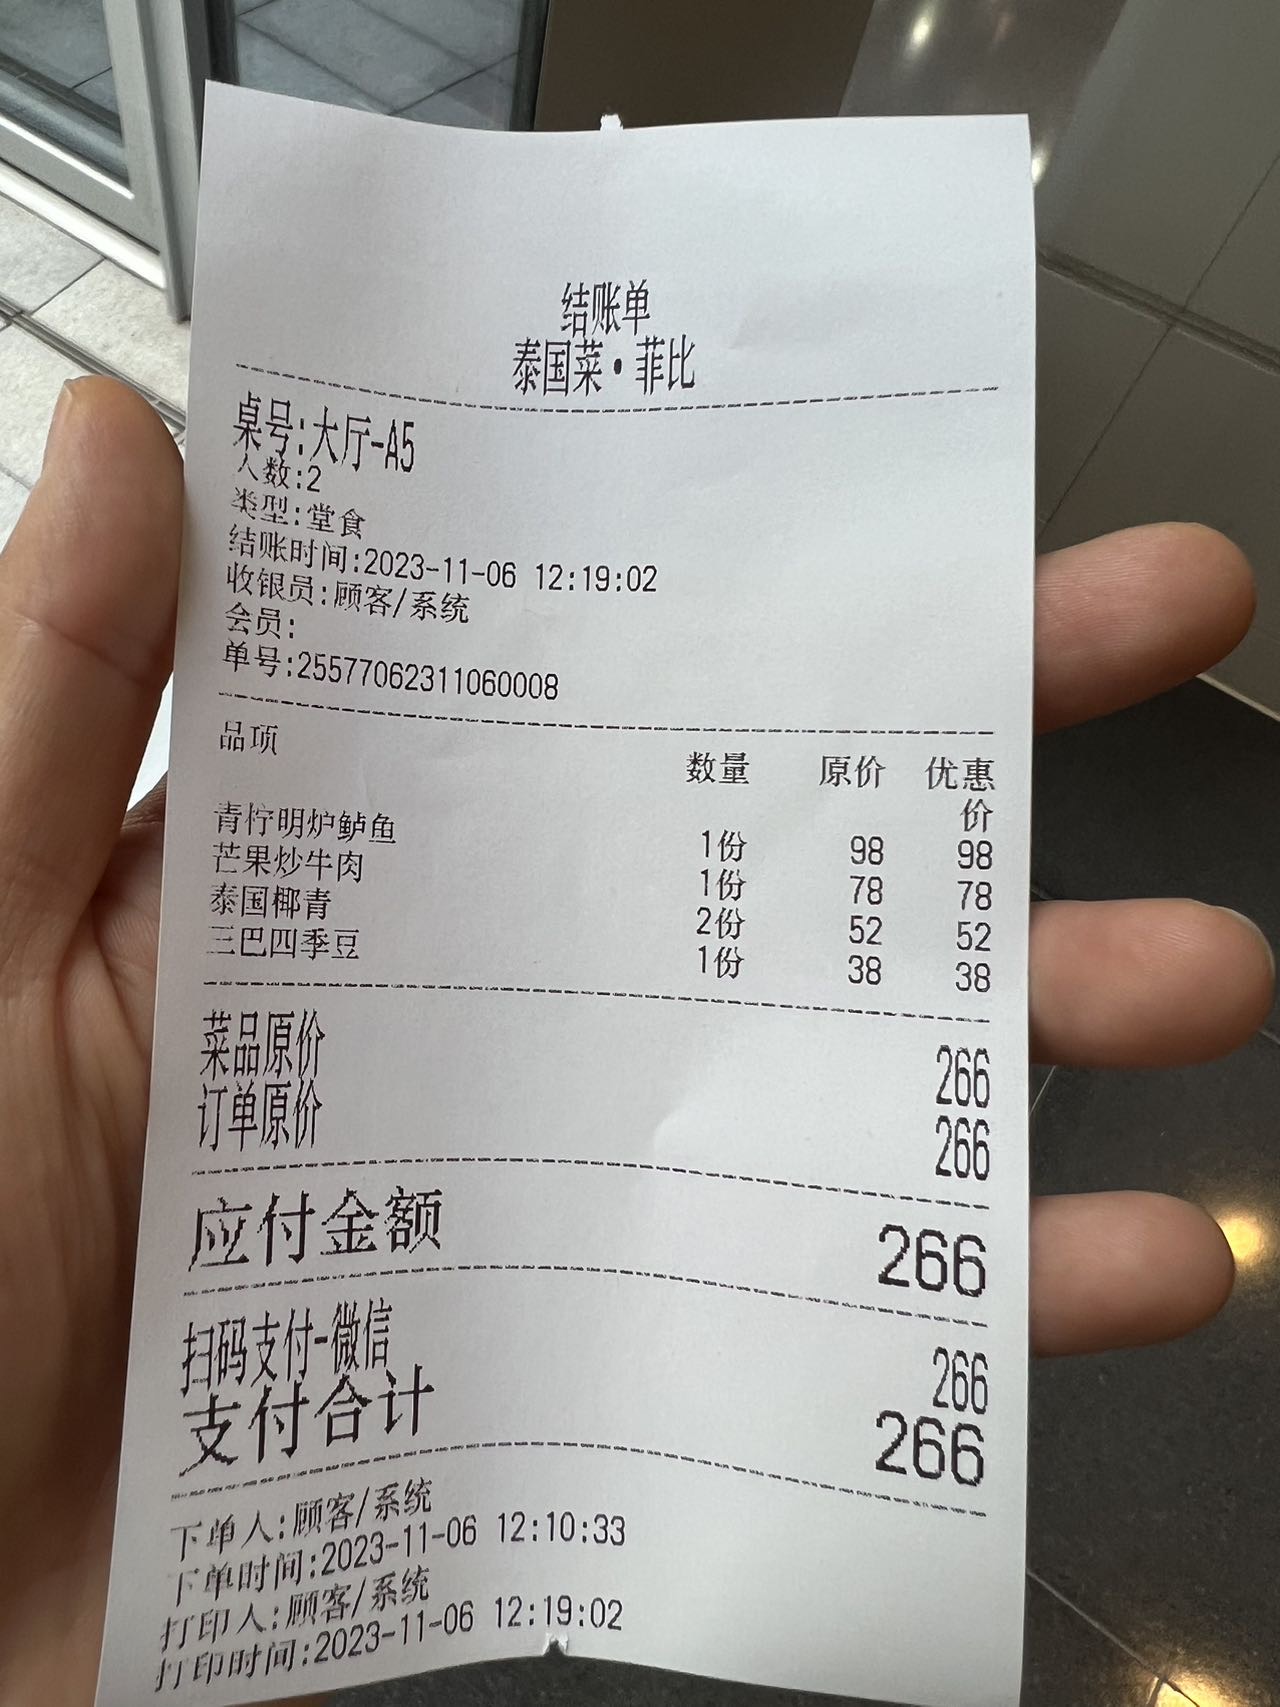 结账单
泰国菜·菲比
桌号:大厅-A5
人数:2
类型:堂食
结账时间:2023-11-06 12:19:02
收银员:顾客/系统
会员:
单号:25577062311060008
品项 数量 原价 优惠价
青柠明炉鲈鱼 1份 98 98
芒果炒牛肉 1份 78 78
泰国椰青 2份 52 52
三巴四季豆 1份 38 38
菜品原价 266
订单原价 266
应付金额 266
扫码支付-微信 266
支付合计 266
下单人:顾客/系统
下单时间:2023-11-06 12:10:33
打印人:顾客/系统
打印时间:2023-11-06 12:19:02